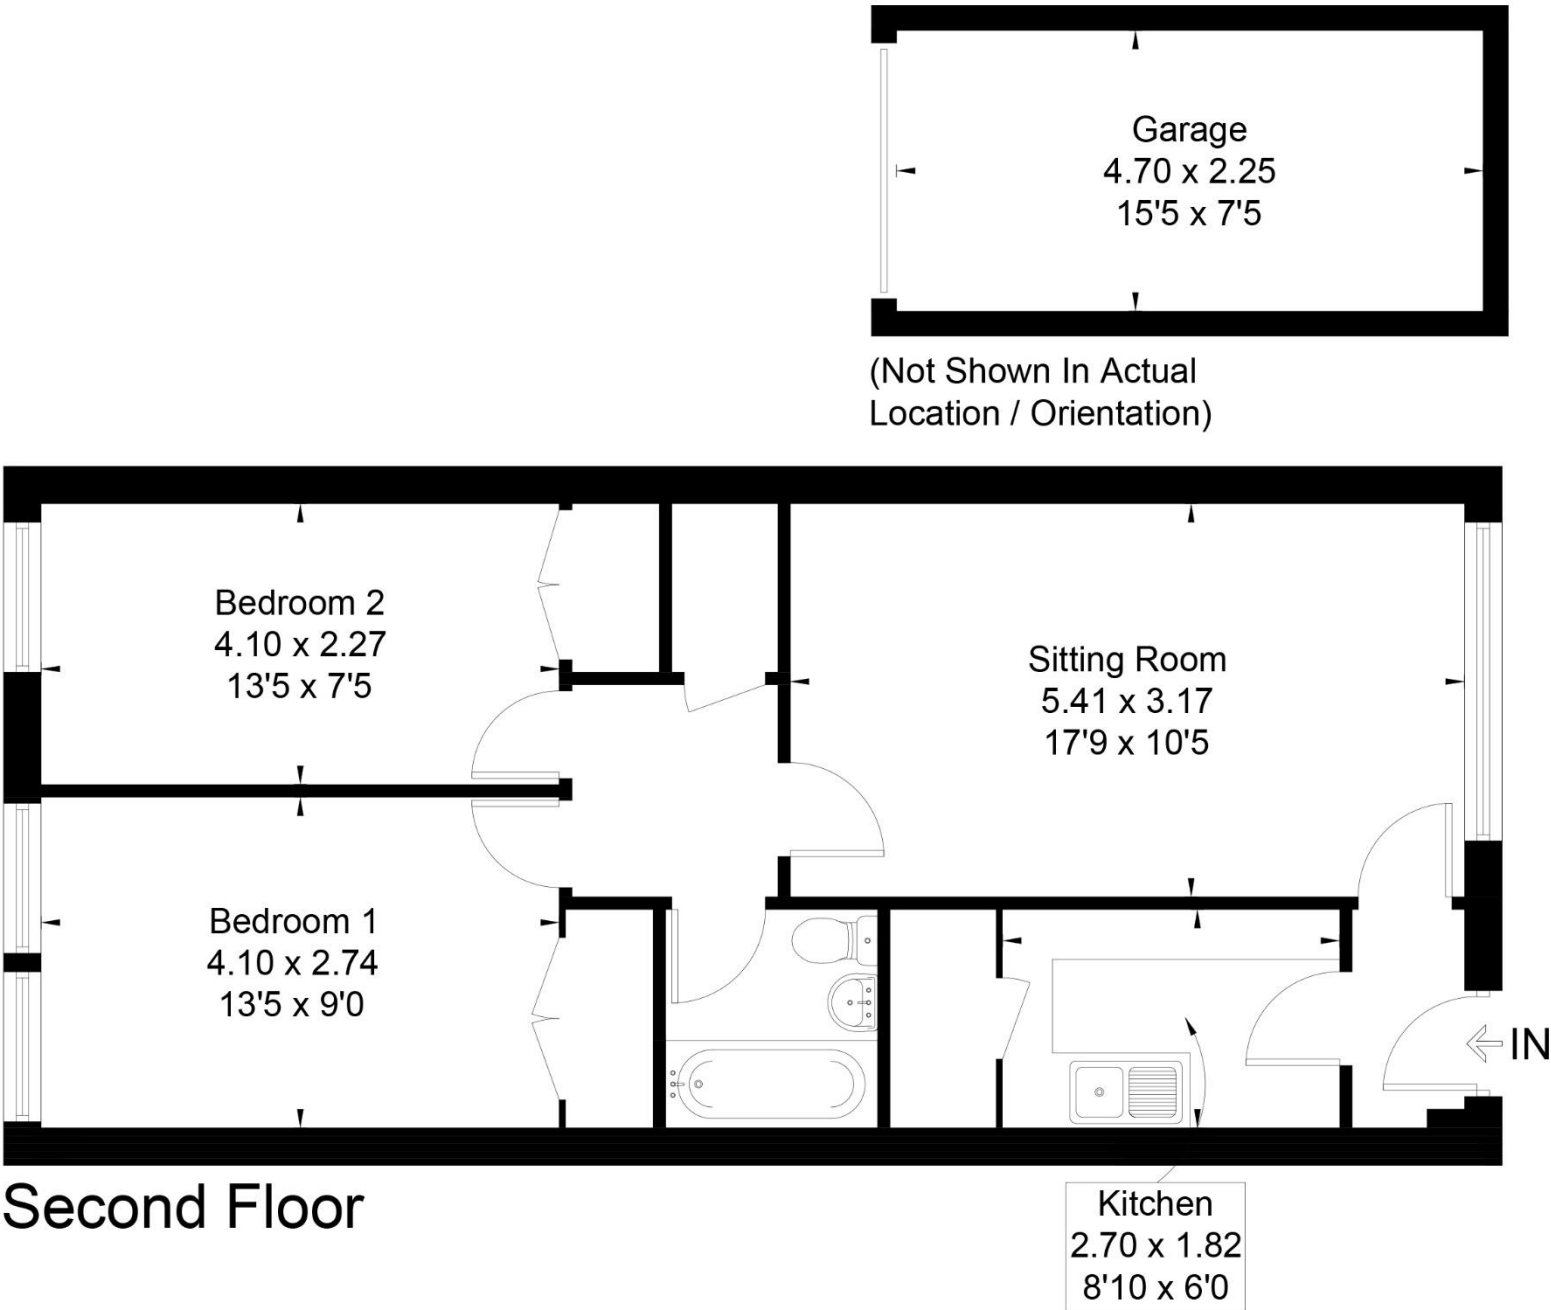 Garage
4.70 x 2.25
15'5 x 7'5
(Not Shown In Actual
Location / Orientation)
Bedroom 2
4.10 x 2.27
13'5 x 7'5
Sitting Room
5.41 x 3.17
17'9 x 10'5
Bedroom 1
4.10 x 2.74
13'5 x 9'0
IN
Second Floor
Kitchen
2.70 x 1.82
8'10 x 6'0